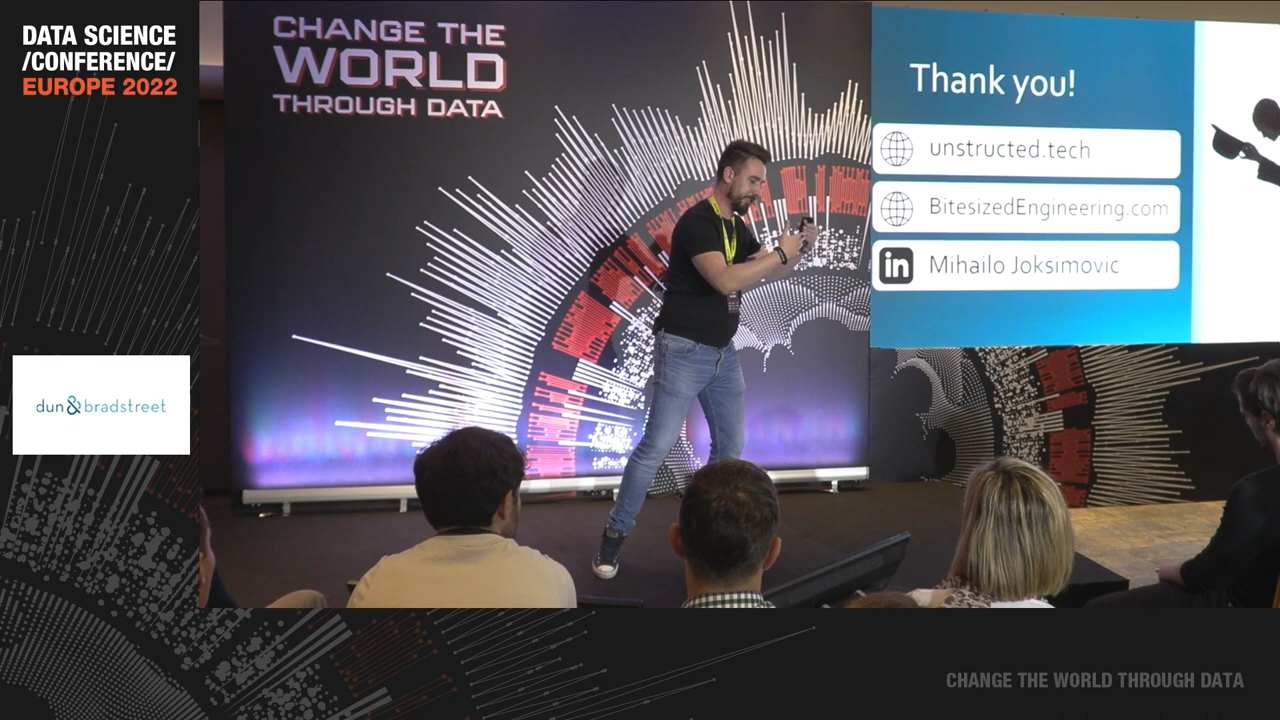 DATA SCIENCE
/CONFERENCE/
EUROPE 2022
dun&bradstreet
CHANGE THE
WORLD
THROUGH DATA
Thank you!
unstructed.tech
BitesizedEngineering.com
in Mihailo Joksimovic
CHANGE THE WORLD THROUGH DATA